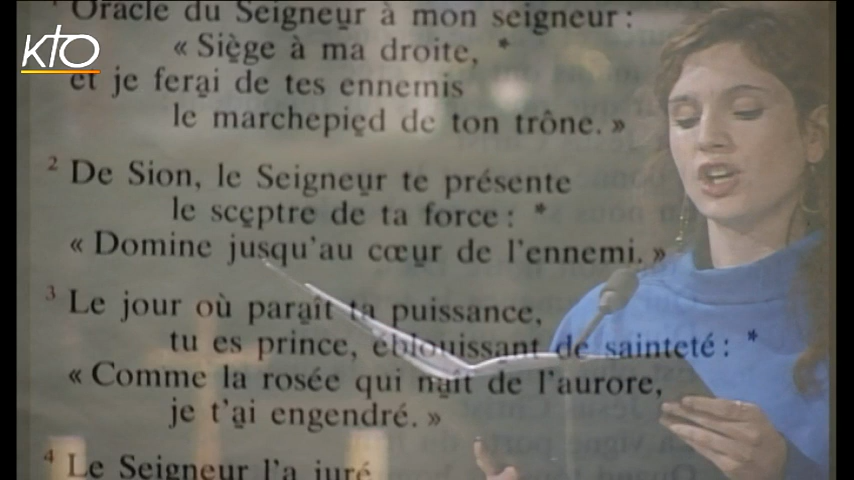 KTO
1 Oracle du Seigneur à mon seigneur :
« Siège à ma droite, *
et je ferai de tes ennemis
le marchepied de ton trône. »
2 De Sion, le Seigneur te présente
le sceptre de ta force : *
« Domine jusqu'au cœur de l'ennemi. »
3 Le jour où paraît ta puissance,
tu es prince, éblouissant de sainteté : *
« Comme la rosée qui naît de l'aurore,
je t'ai engendré. »
4 Le Seigneur l'a juré